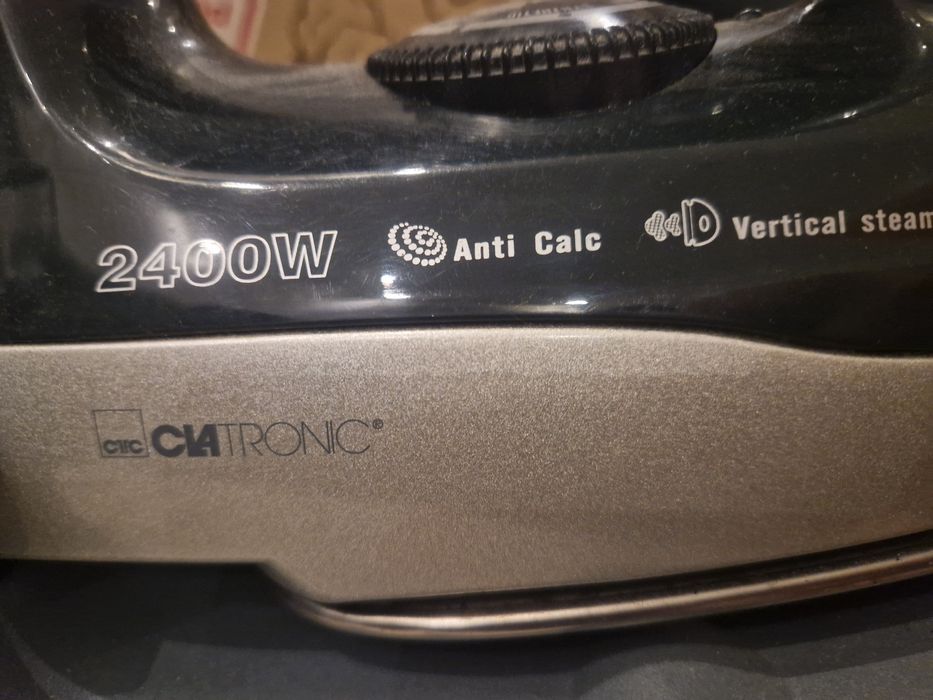 2400W
Anti Calc
Vertical steam
CTC CLATRONIC®